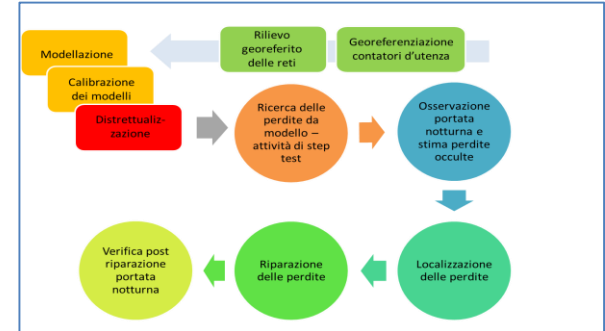 Modellazione
Rilievo
georeferito
delle reti
Georeferenziazione
contatori d'utenza
Calibrazione
dei modelli
Distrettualiz-
zazione
Ricerca delle
perdite da
modello –
attività di step
test
Osservazione
portata
notturna e
stima perdite
occulte
Localizzazione
delle perdite
Riparazione
delle perdite
Verifica post
riparazione
portata
notturna